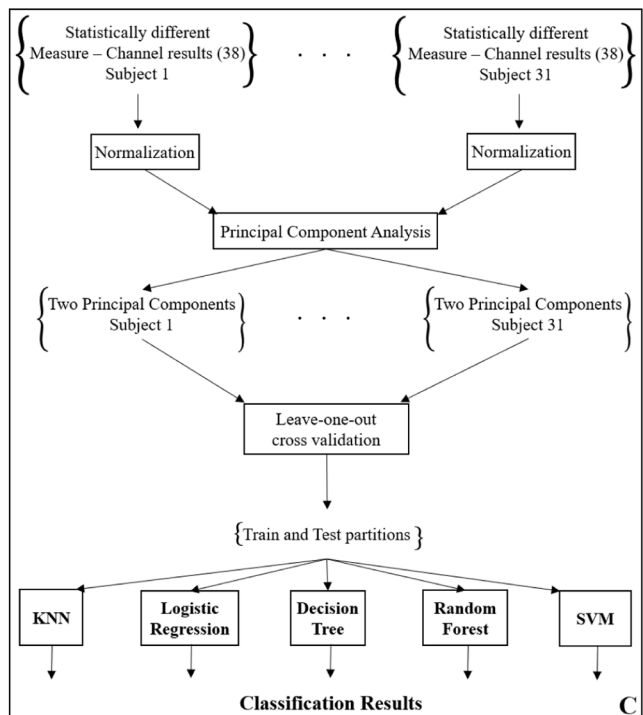 Statistically different
Measure – Channel results (38)
Subject 1
. . .
Statistically different
Measure – Channel results (38)
Subject 31
Normalization
Normalization
Principal Component Analysis
Two Principal Components
Subject 1
. . .
Two Principal Components
Subject 31
Leave-one-out
cross validation
{Train and Test partitions}
KNN
Logistic
Regression
Decision
Tree
Random
Forest
SVM
Classification Results
C